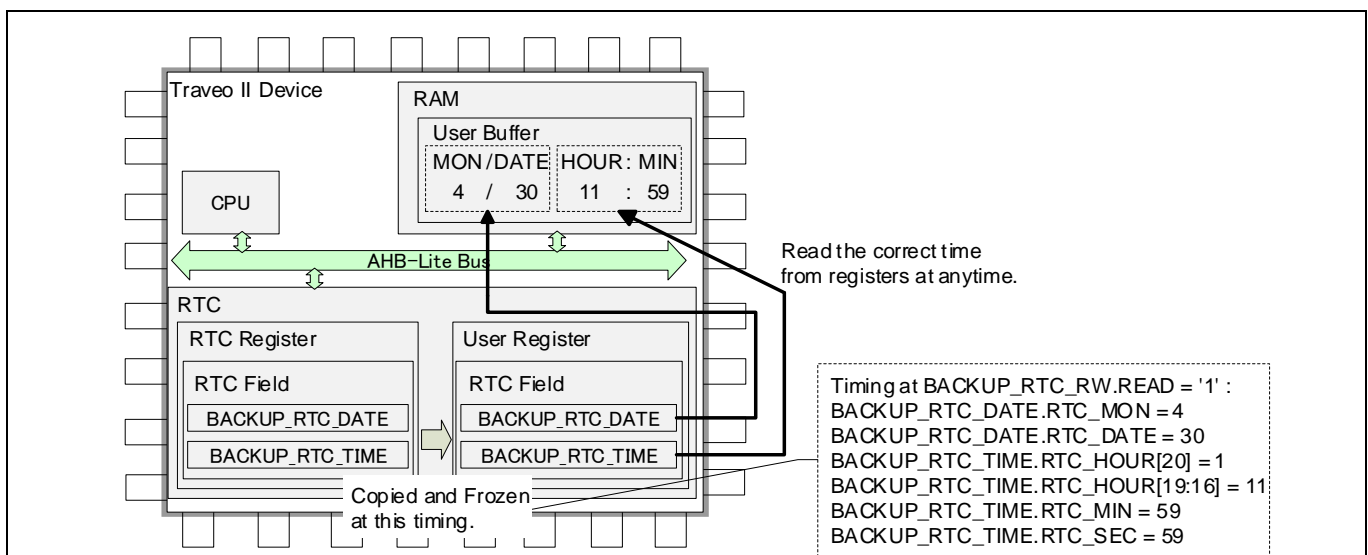 Traveo II Device
RAM
User Buffer
MON/DATE HOUR: MIN
4 / 30 11 : 59
CPU
AHB-Lite Bus
Read the correct time
from registers at anytime.
RTC
RTC Register
User Register
RTC Field
RTC Field
BACKUP_RTC_DATE
BACKUP_RTC_DATE
BACKUP_RTC_TIME
BACKUP_RTC_TIME
Copied and Frozen
at this timing.
Timing at BACKUP_RTC_RW.READ = '1' :
BACKUP_RTC_DATE.RTC_MON = 4
BACKUP_RTC_DATE.RTC_DATE = 30
BACKUP_RTC_TIME.RTC_HOUR[20] = 1
BACKUP_RTC_TIME.RTC_HOUR[19:16] = 11
BACKUP_RTC_TIME.RTC_MIN = 59
BACKUP_RTC_TIME.RTC_SEC = 59